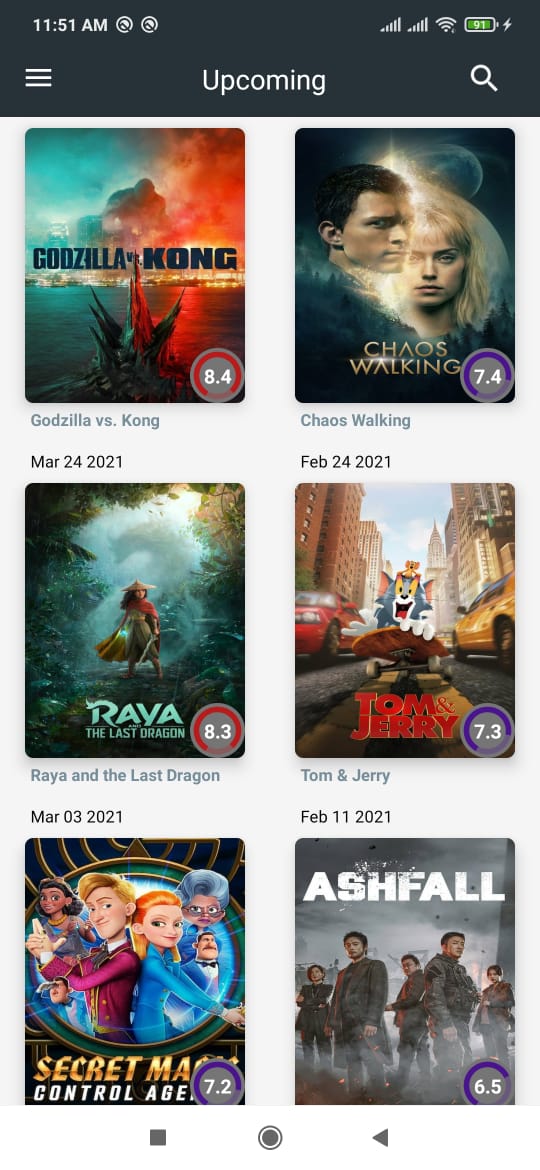 11:51 AM
91
Upcoming
GODZILLA VS. KONG
8.4
CHAOS
WALKING
7.4
Godzilla vs. Kong
Chaos Walking
Mar 24 2021
Feb 24 2021
RAYA
AND
THE LAST DRAGON
8.3
TOM &
JERRY
7.3
Raya and the Last Dragon
Tom & Jerry
Mar 03 2021
Feb 11 2021
SECRET MAGIC
CONTROL AGE
7.2
ASHFALL
6.5